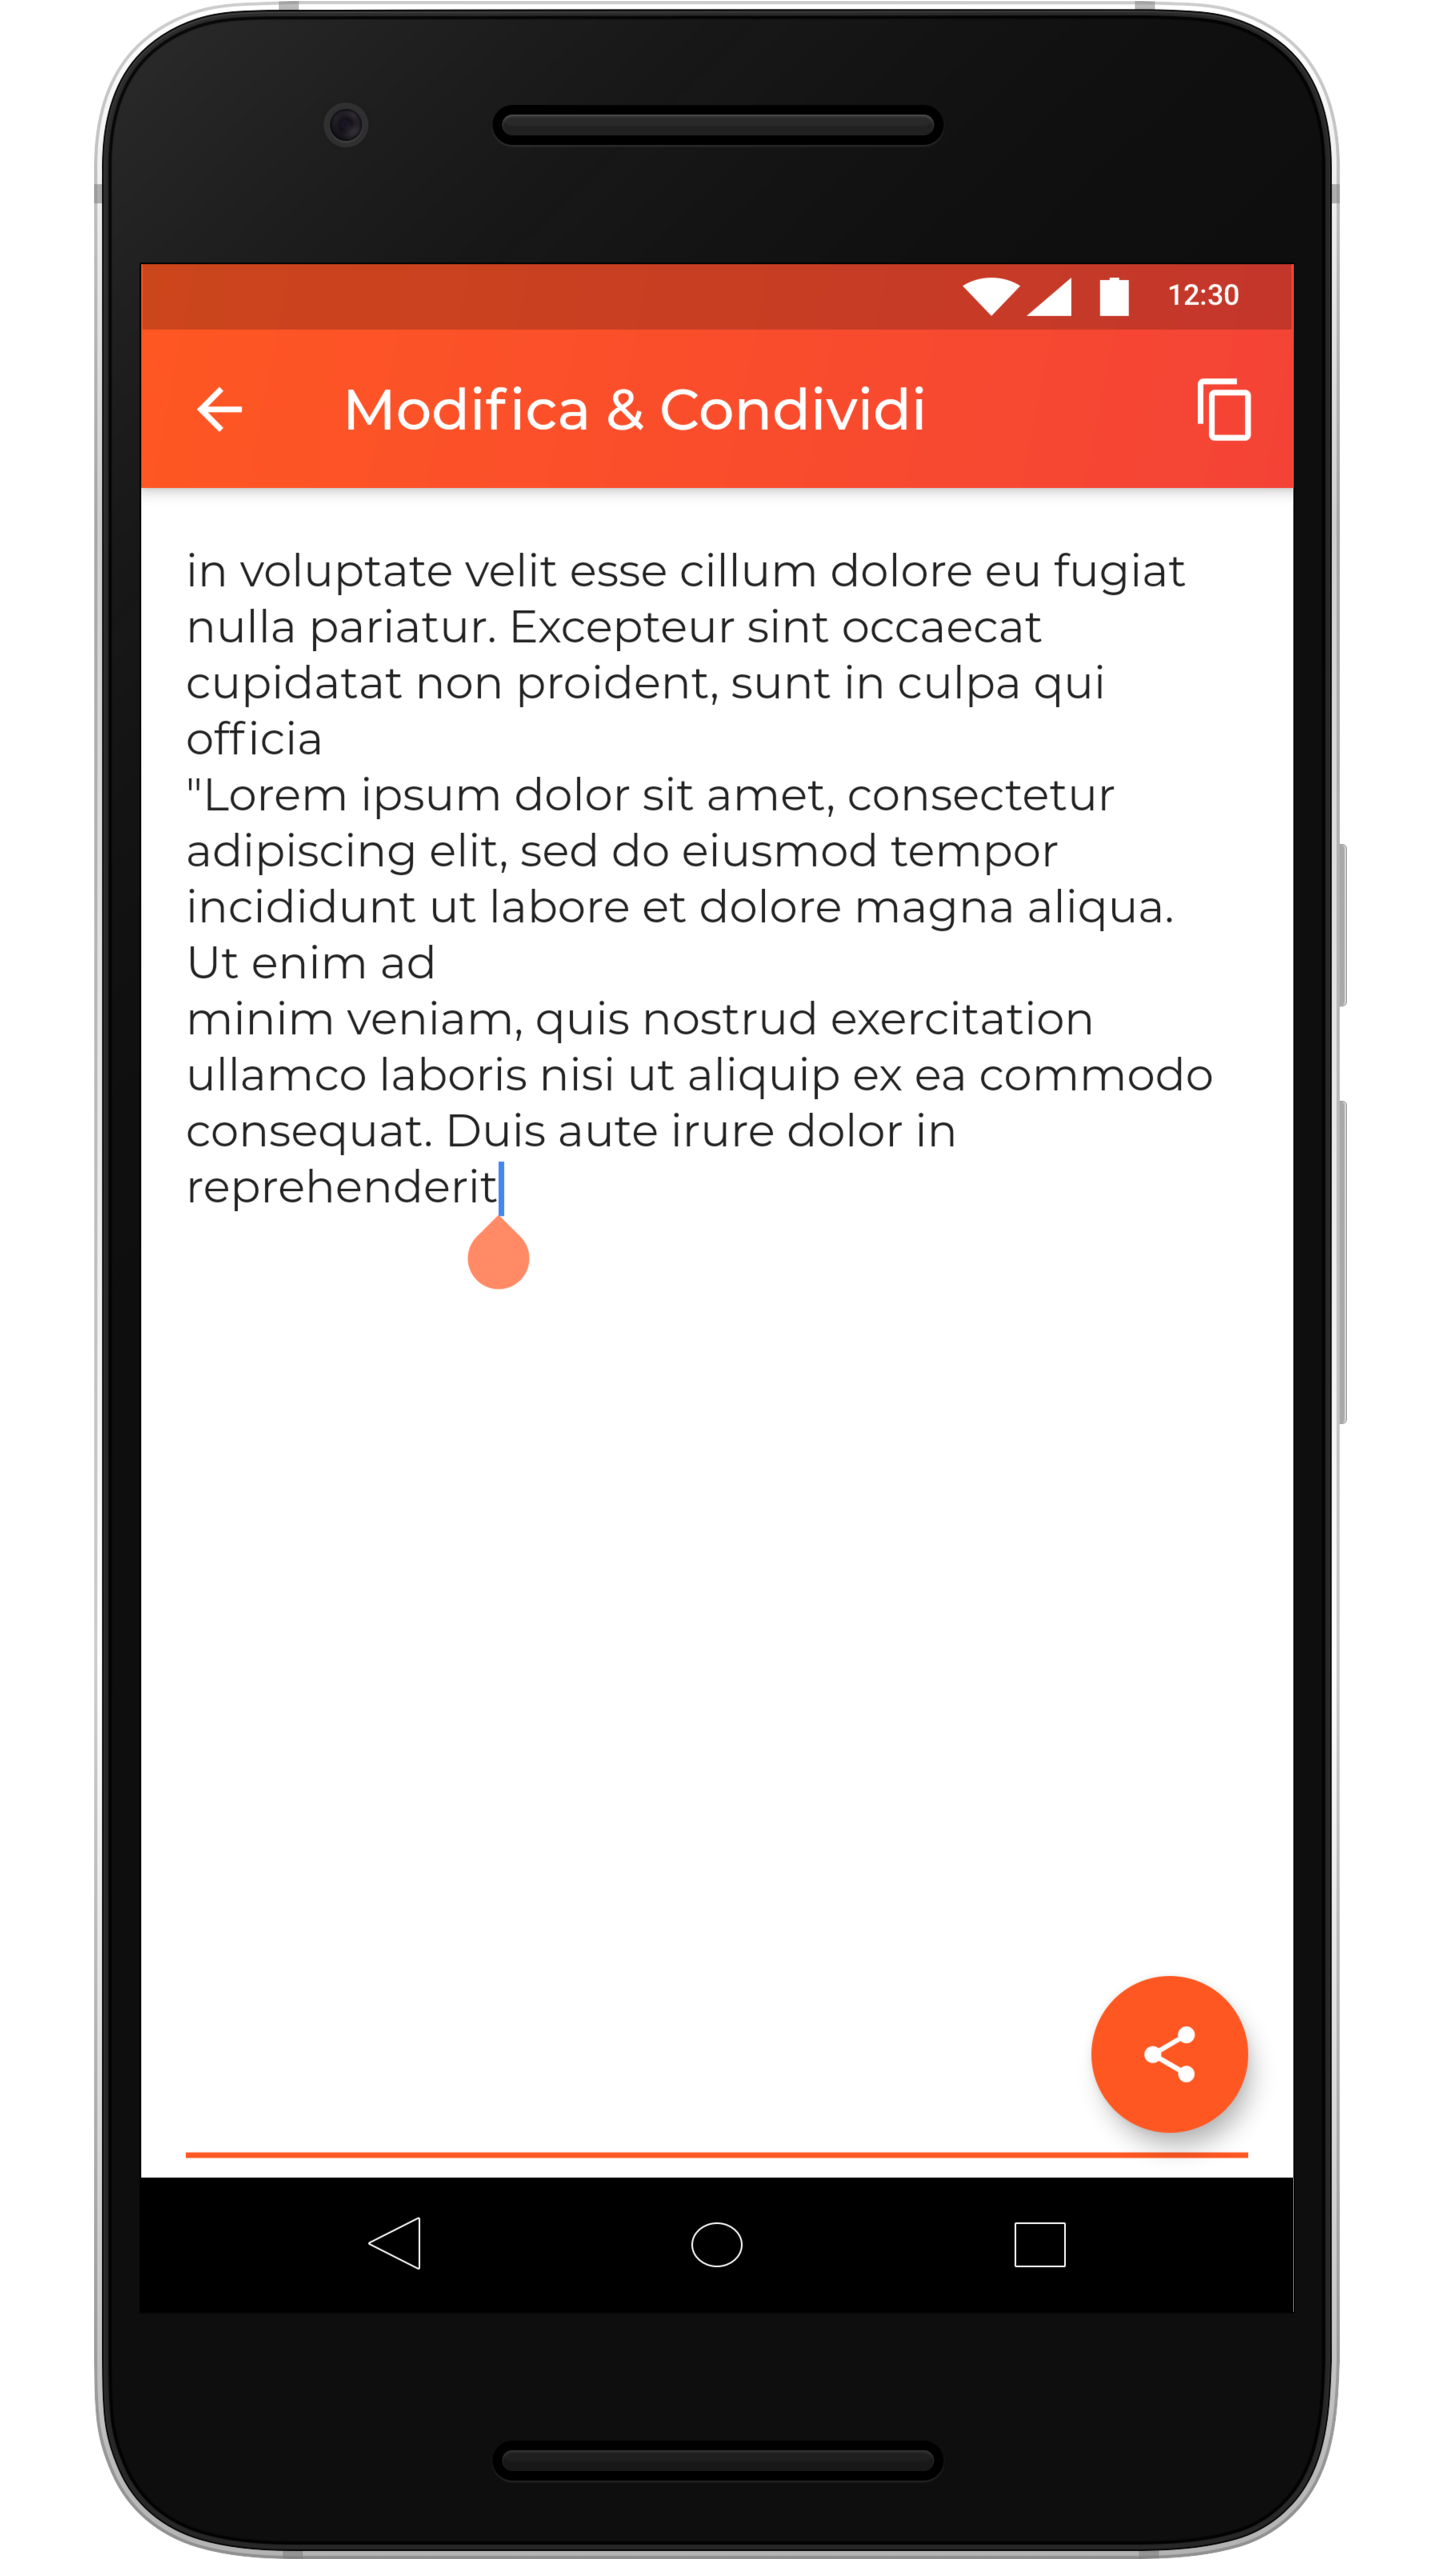 12:30
Modifica & Condividi
in voluptate velit esse cillum dolore eu fugiat
nulla pariatur. Excepteur sint occaecat
cupidatat non proident, sunt in culpa qui
officia
"Lorem ipsum dolor sit amet, consectetur
adipiscing elit, sed do eiusmod tempor
incididunt ut labore et dolore magna aliqua.
Ut enim ad
minim veniam, quis nostrud exercitation
ullamco laboris nisi ut aliquip ex ea commodo
consequat. Duis aute irure dolor in
reprehenderit